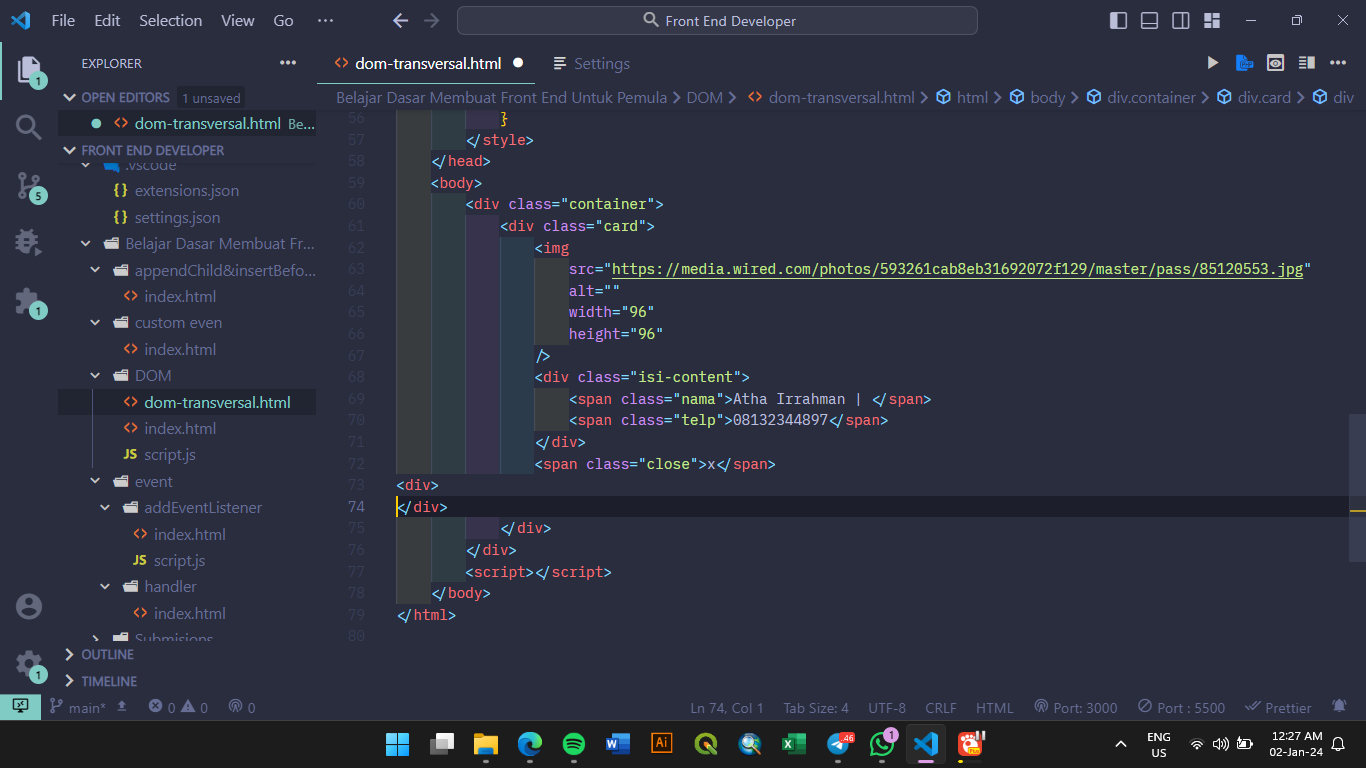 File Edit Selection View Go ···
Front End Developer
EXPLORER
OPEN EDITORS 1 unsaved
dom-transversal.html Be...
FRONT END DEVELOPER
.vscode
extensions.json
settings.json
Belajar Dasar Membuat Fr...
appendChild&insertBefo...
index.html
custom even
index.html
DOM
dom-transversal.html
index.html
JS script.js
event
addEventListener
index.html
JS script.js
handler
index.html
Submisions
OUTLINE
TIMELINE
1
5
1
1
dom-transversal.html
Settings
Belajar Dasar Membuat Front End Untuk Pemula > DOM > dom-transversal.html > html > body > div.container > div.card > div
56 }
57 </style>
58 </head>
59 <body>
60 <div class="container">
61 <div class="card">
62 <img
63 src="https://media.wired.com/photos/593261cab8eb31692072f129/master/pass/85120553.jpg"
64 alt=""
65 width="96"
66 height="96"
67 />
68 <div class="isi-content">
69 <span class="nama">Atha Irrahman | </span>
70 <span class="telp">08132344897</span>
71 </div>
72 <span class="close">x</span>
73 <div>
74 </div>
75 </div>
76 </div>
77 <script></script>
78 </body>
79 </html>
80
main* 0 0 0 Ln 74, Col 1 Tab Size: 4 UTF-8 CRLF HTML Port: 3000 Port : 5500 Prettier
W Ai 46 1
ENG
US
12:27 AM
02-Jan-24